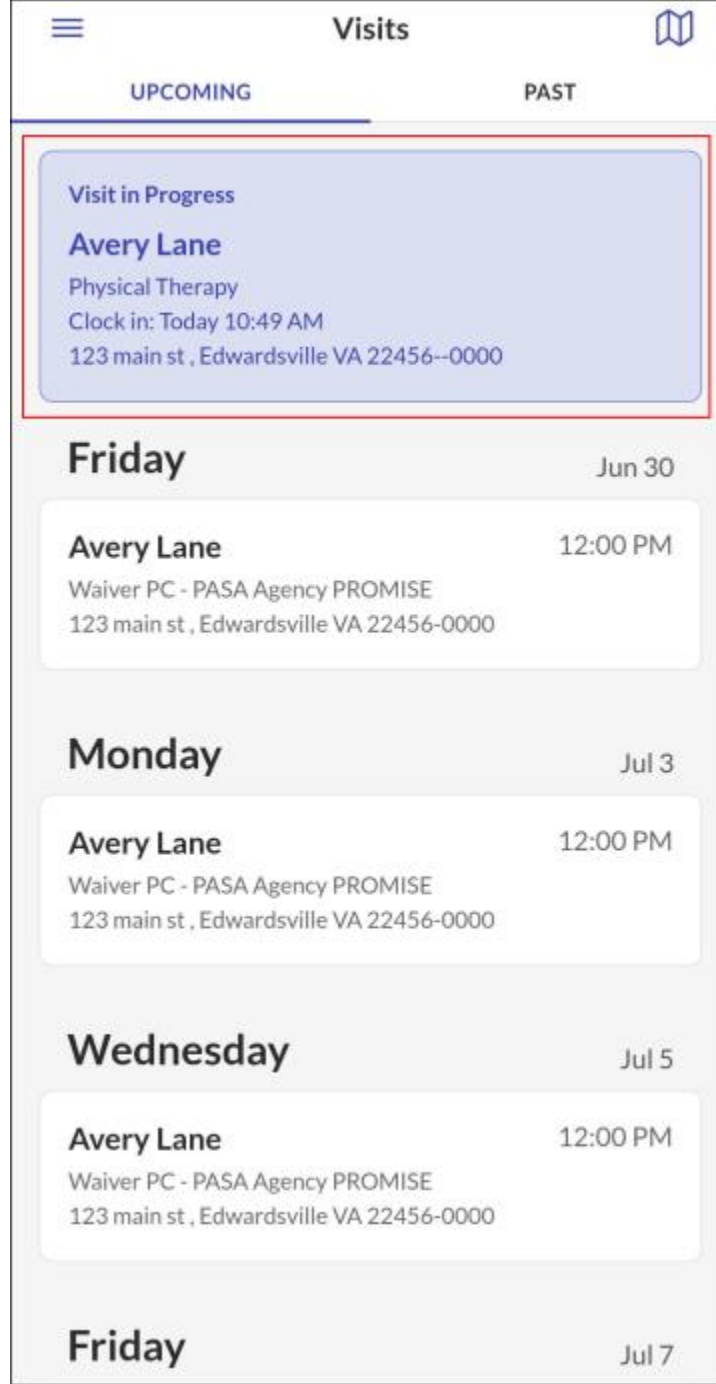 Visits
UPCOMING PAST
Visit in Progress
Avery Lane
Physical Therapy
Clock in: Today 10:49 AM
123 main st , Edwardsville VA 22456--0000
Friday Jun 30
Avery Lane 12:00 PM
Waiver PC - PASA Agency PROMISE
123 main st , Edwardsville VA 22456-0000
Monday Jul 3
Avery Lane 12:00 PM
Waiver PC - PASA Agency PROMISE
123 main st , Edwardsville VA 22456-0000
Wednesday Jul 5
Avery Lane 12:00 PM
Waiver PC - PASA Agency PROMISE
123 main st , Edwardsville VA 22456-0000
Friday Jul 7